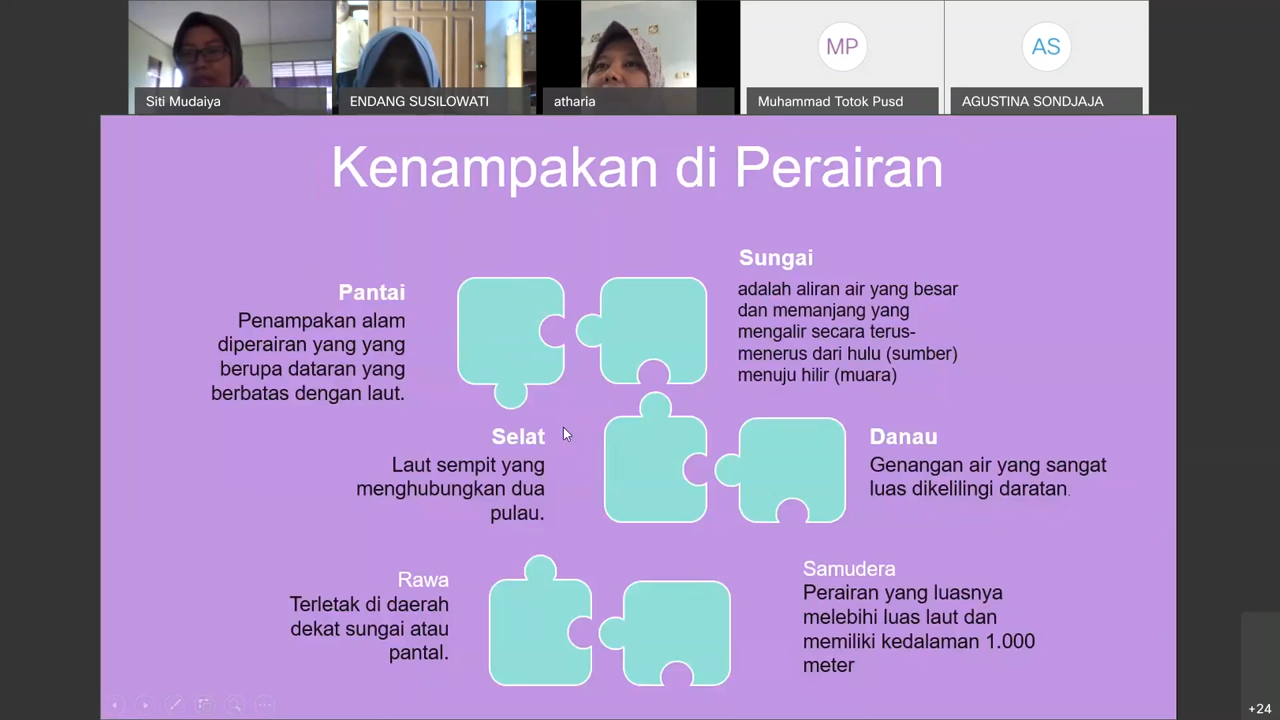 MP
AS
Siti Mudaiya
ENDANG SUSILOWATI
atharia
Muhammad Totok Pusd
AGUSTINA SONDJAJA
Kenampakan di Perairan
Pantai
Penampakan alam
diperairan yang yang
berupa dataran yang
berbatas dengan laut.
Sungai
adalah aliran air yang besar
dan memanjang yang
mengalir secara terus-
menerus dari hulu (sumber)
menuju hilir (muara)
Selat
Laut sempit yang
menghubungkan dua
pulau.
Danau
Genangan air yang sangat
luas dikelilingi daratan.
Rawa
Terletak di daerah
dekat sungai atau
pantal.
Samudera
Perairan yang luasnya
melebihi luas laut dan
memiliki kedalaman 1.000
meter
+24